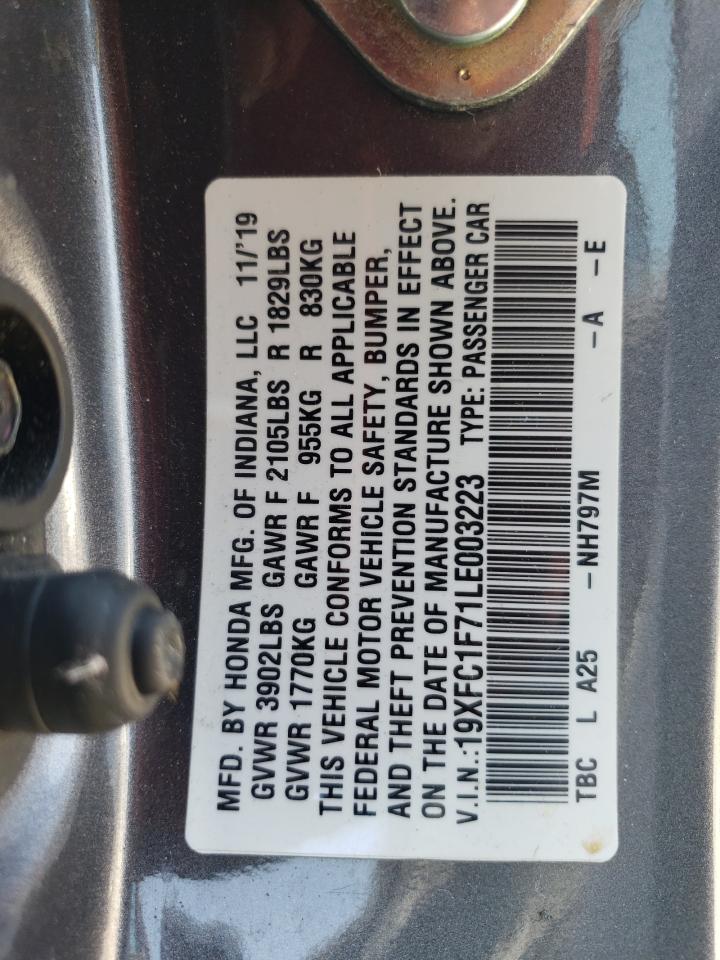 MFD. BY HONDA MFG. OF INDIANA, LLC 11/'19
GVWR 3902LBS GAWR F 2105LBS R 1829LBS
GVWR 1770KG GAWR F 955KG R 830KG
THIS VEHICLE CONFORMS TO ALL APPLICABLE
FEDERAL MOTOR VEHICLE SAFETY, BUMPER,
AND THEFT PREVENTION STANDARDS IN EFFECT
ON THE DATE OF MANUFACTURE SHOWN ABOVE.
V.I.N.:19XFC1F71LE003223 TYPE: PASSENGER CAR
TBC L A25 -NH797M -A -E